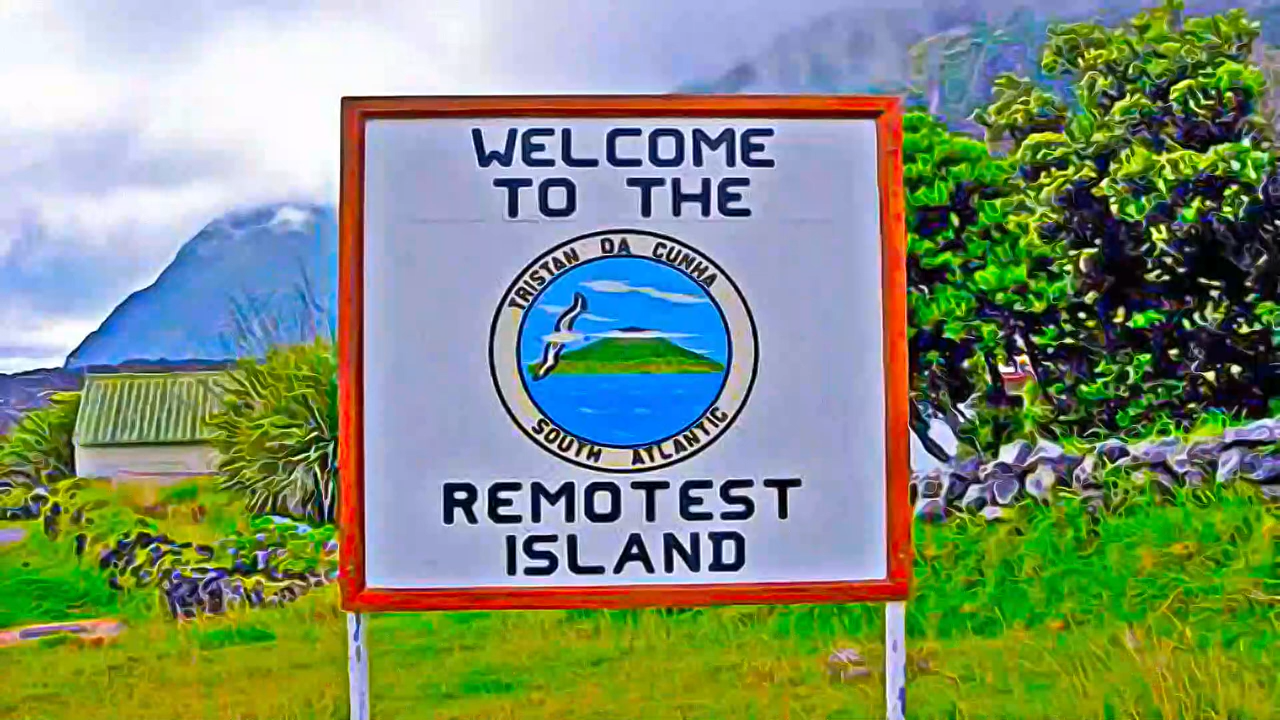 WELCOME
TO THE
TRISTAN DA CUNHA
SOUTH ATLANTIC
REMOTEST
ISLAND